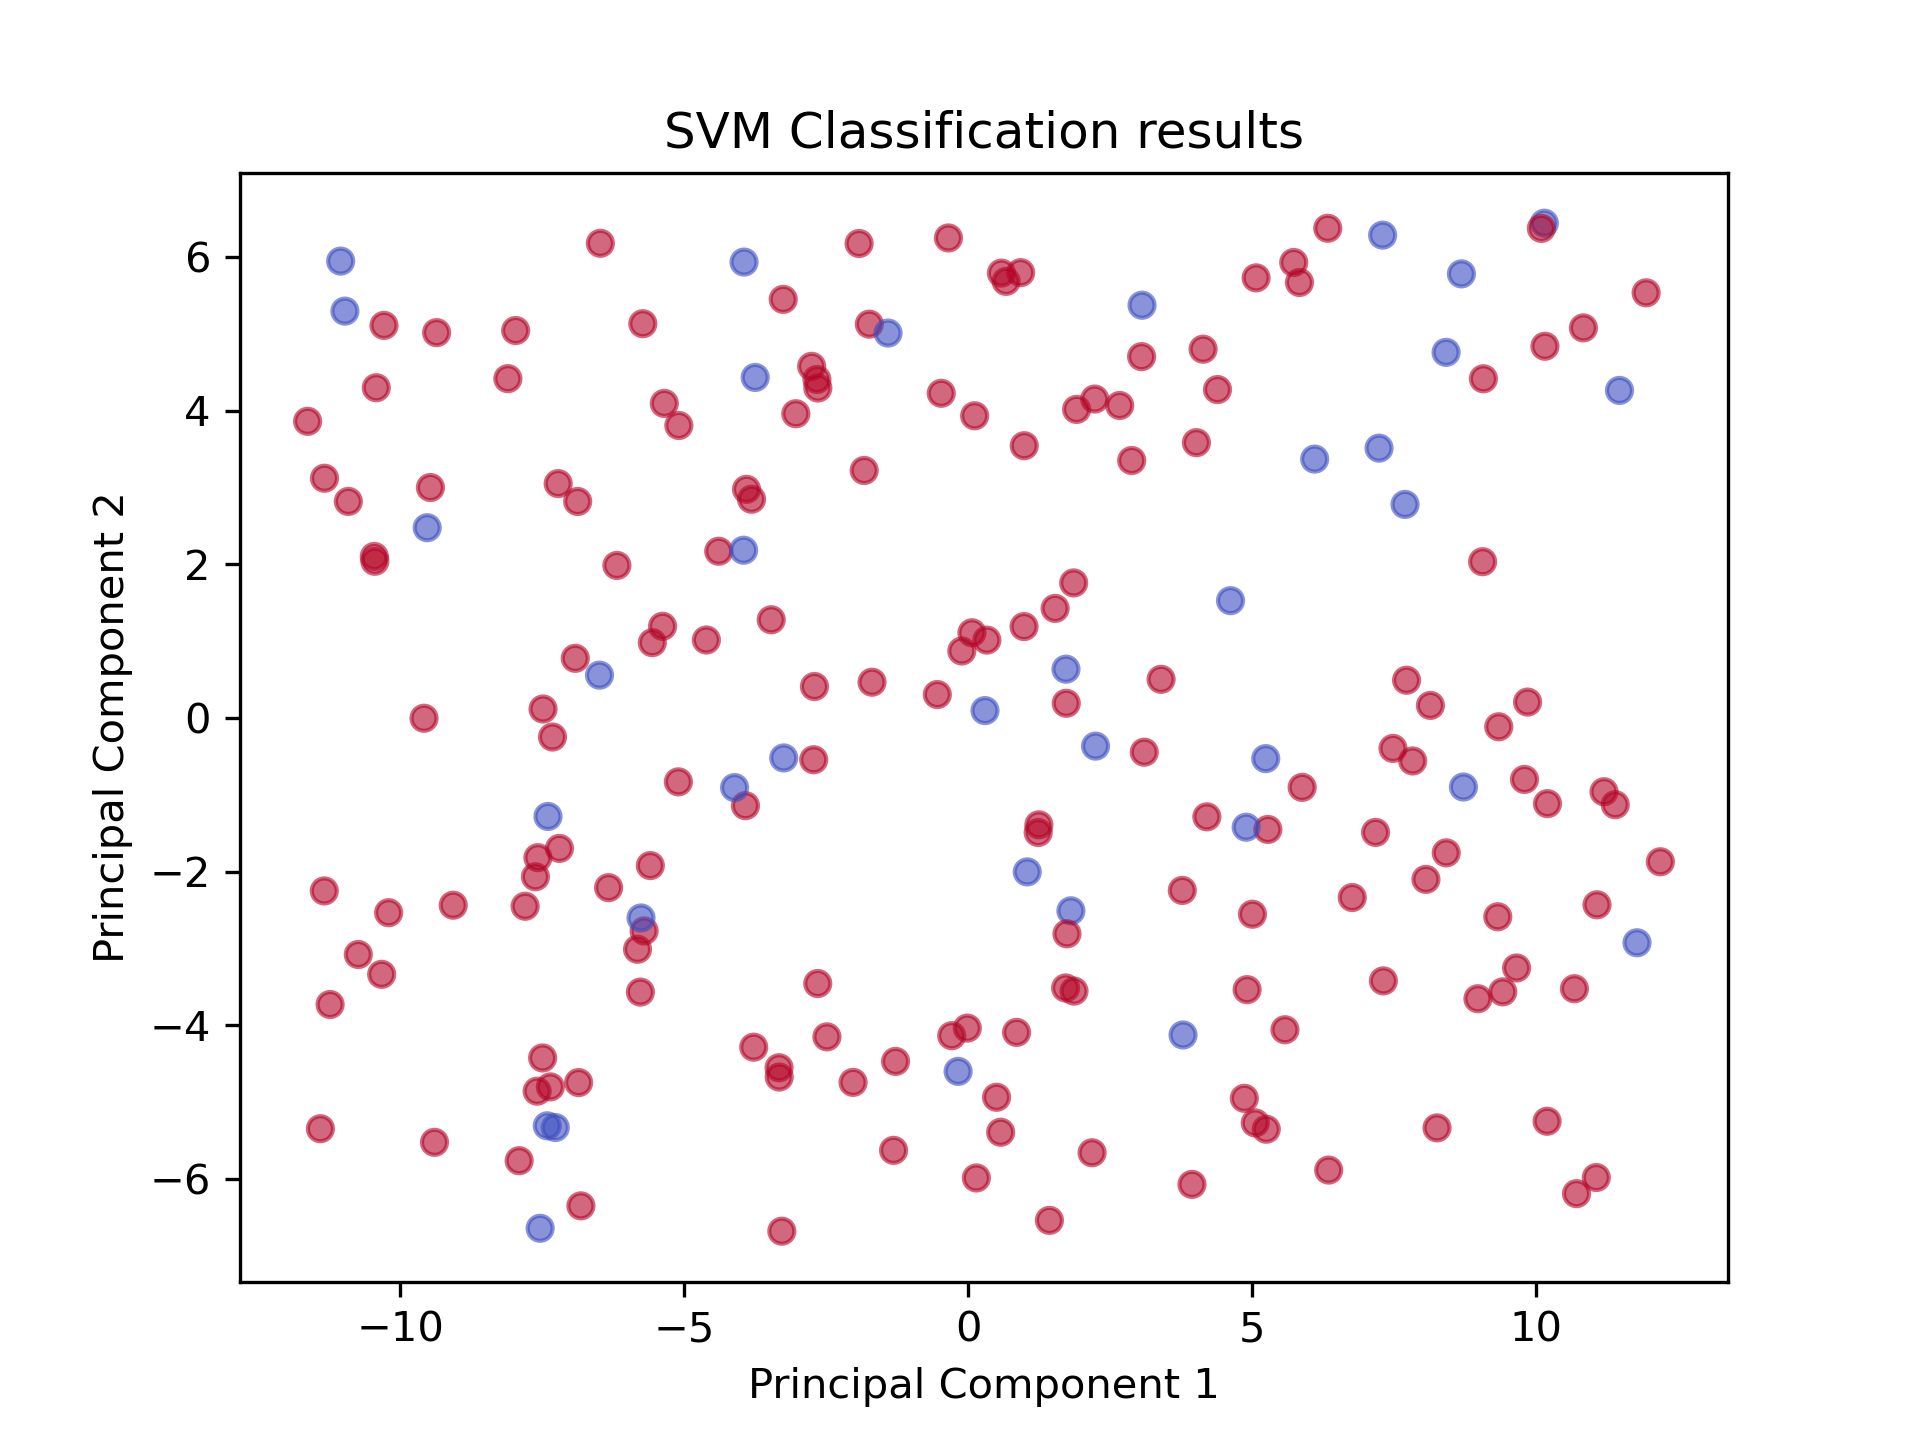 SVM Classification results
Principal Component 2
6
4
2
0
−2
−4
−6
−10 −5 0 5 10
Principal Component 1